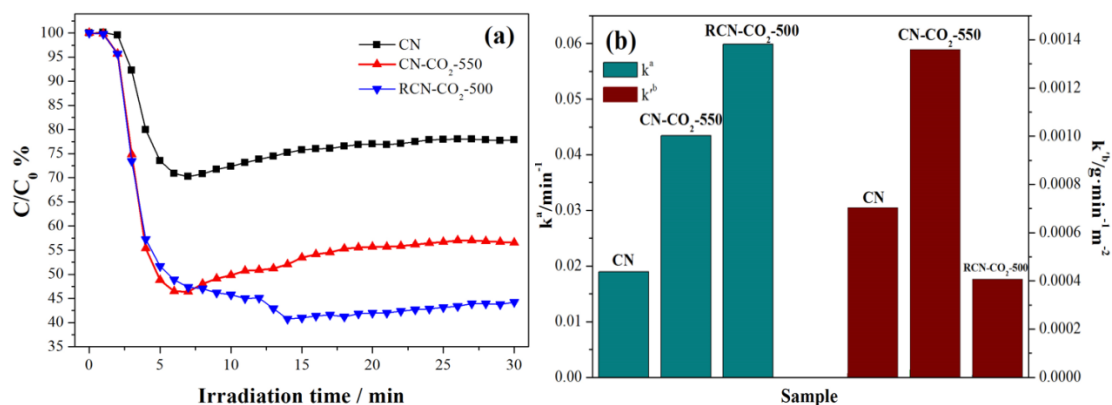 (a)
CN
CN-CO₂-550
RCN-CO₂-500
100
95
90
85
80
75
70
65
60
55
50
45
40
35
C/C₀ %
0 5 10 15 20 25 30
Irradiation time / min
(b)
kᵃ
k'ᵇ
RCN-CO₂-500
CN-CO₂-550
CN
CN-CO₂-550
CN
RCN-CO₂-500
0.06
0.05
0.04
0.03
0.02
0.01
0.00
kᵃ/min⁻¹
0.0014
0.0012
0.0010
0.0008
0.0006
0.0004
0.0002
0.0000
k'ᵇ/g·min⁻¹ m⁻²
Sample